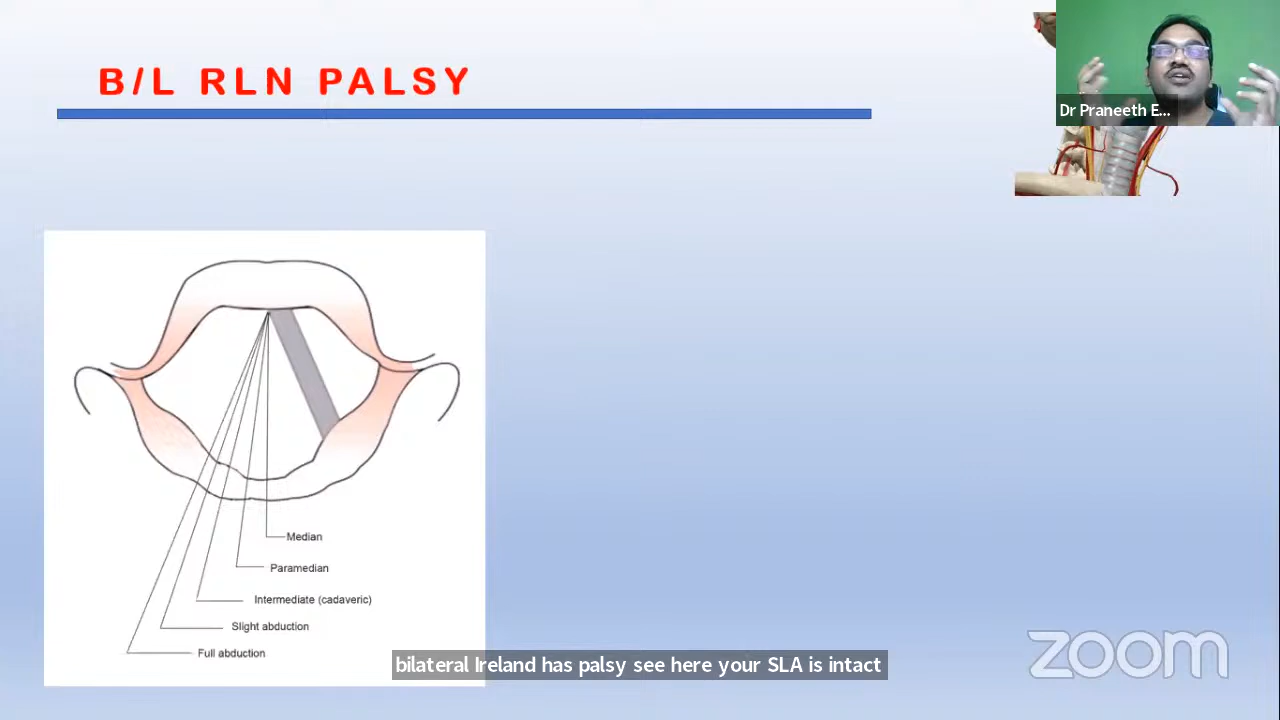 B/L RLN PALSY
Dr Praneeth E...
Median
Paramedian
Intermediate (cadaveric)
Slight abduction
Full abduction
bilateral Ireland has palsy see here your SLA is intact
zoom